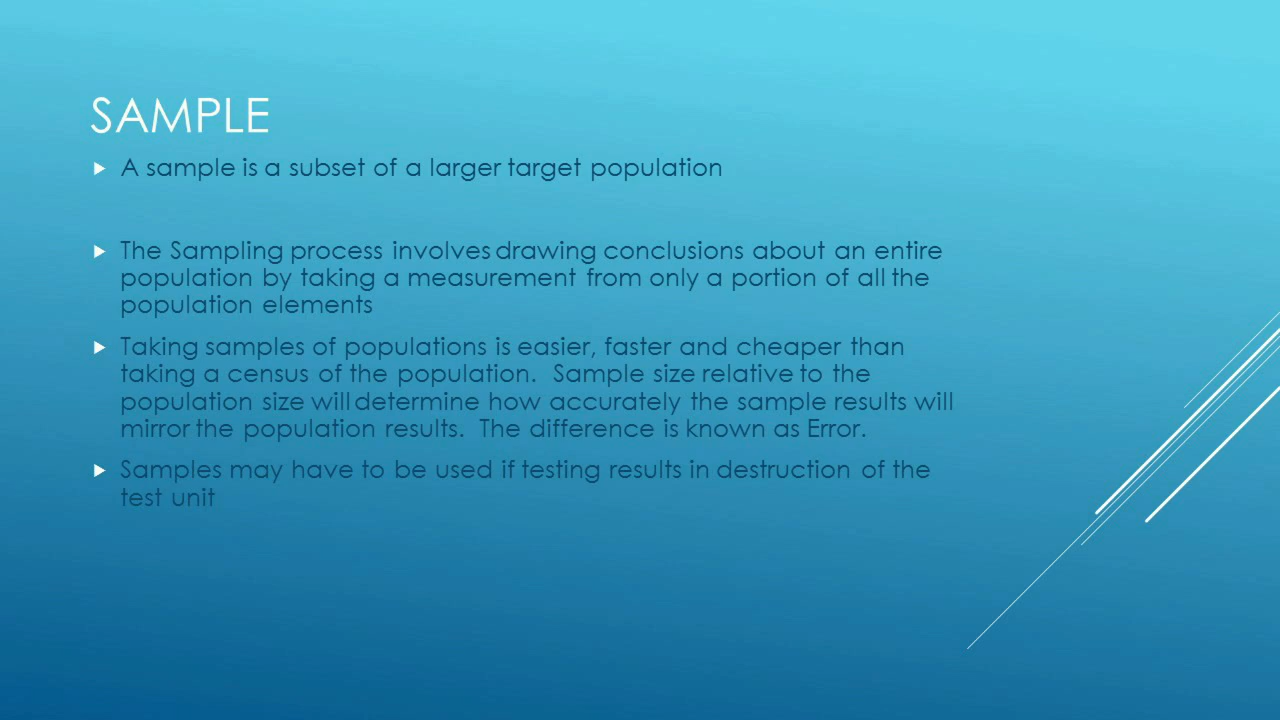 SAMPLE
A sample is a subset of a larger target population
The Sampling process involves drawing conclusions about an entire
population by taking a measurement from only a portion of all the
population elements
Taking samples of populations is easier, faster and cheaper than
taking a census of the population.  Sample size relative to the
population size will determine how accurately the sample results will
mirror the population results.  The difference is known as Error.
Samples may have to be used if testing results in destruction of the
test unit